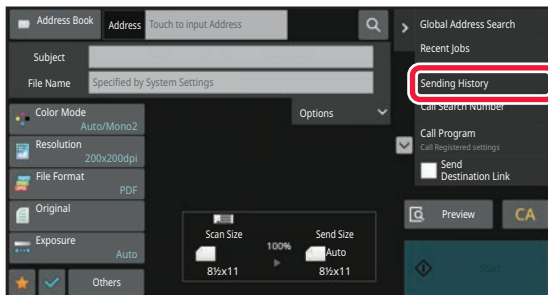 Address Book
Address
Touch to input Address
Global Address Search
Recent Jobs
Subject
File Name
Specified by System Settings
Sending History
Call Search Number
Color Mode
Auto/Mono2
Options
Call Program
Call Registered settings
Resolution
200x200dpi
Send
Destination Link
File Format
PDF
Original
Preview
CA
Scan Size
100%
Send Size
Auto
8½x11
8½x11
Exposure
Auto
Others
Start